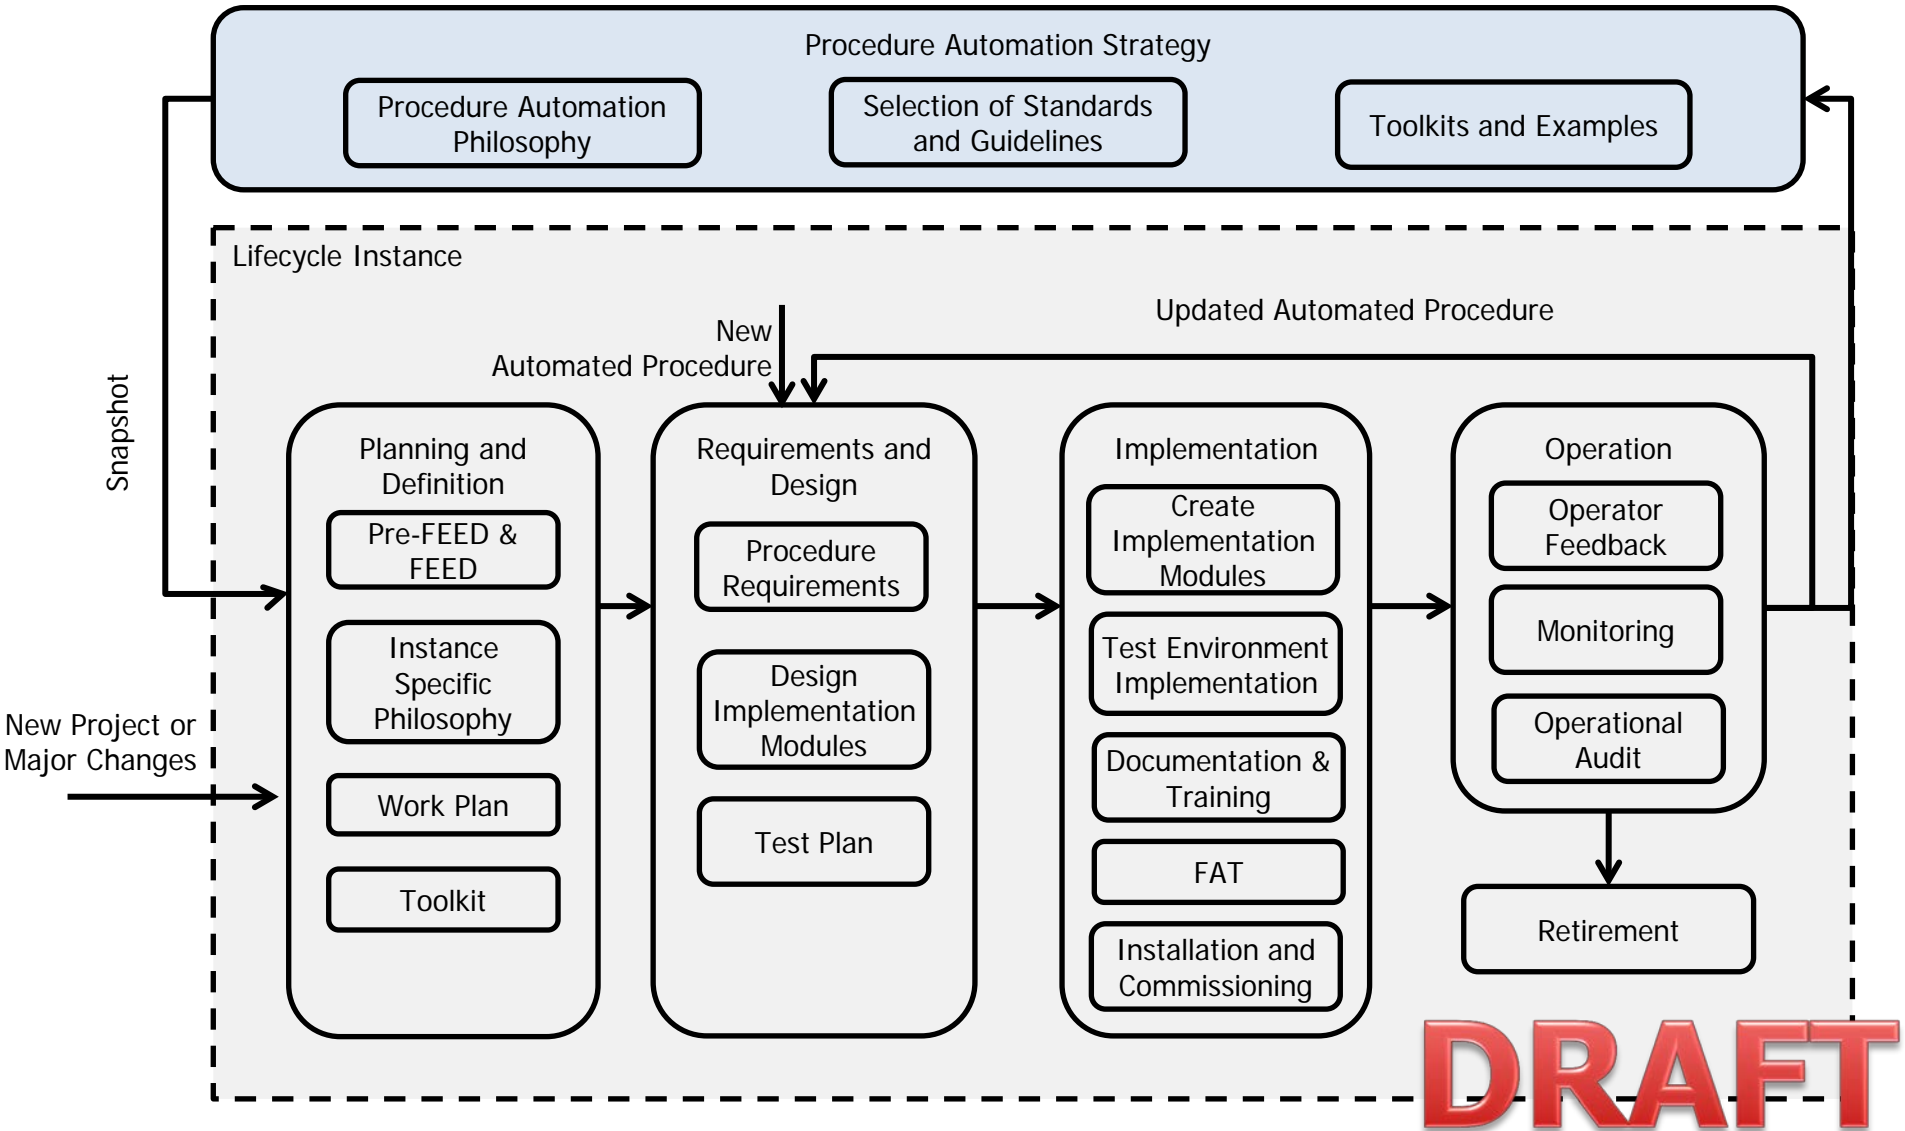 Procedure Automation Strategy
Procedure Automation
Philosophy
Selection of Standards
and Guidelines
Toolkits and Examples
Lifecycle Instance
Snapshot
New
Automated Procedure
Updated Automated Procedure
New Project or
Major Changes
Planning and
Definition
Pre-FEED &
FEED
Instance
Specific
Philosophy
Work Plan
Toolkit
Requirements and
Design
Procedure
Requirements
Design
Implementation
Modules
Test Plan
Implementation
Create
Implementation
Modules
Test Environment
Implementation
Documentation &
Training
FAT
Installation and
Commissioning
Operation
Operator
Feedback
Monitoring
Operational
Audit
Retirement
DRAFT